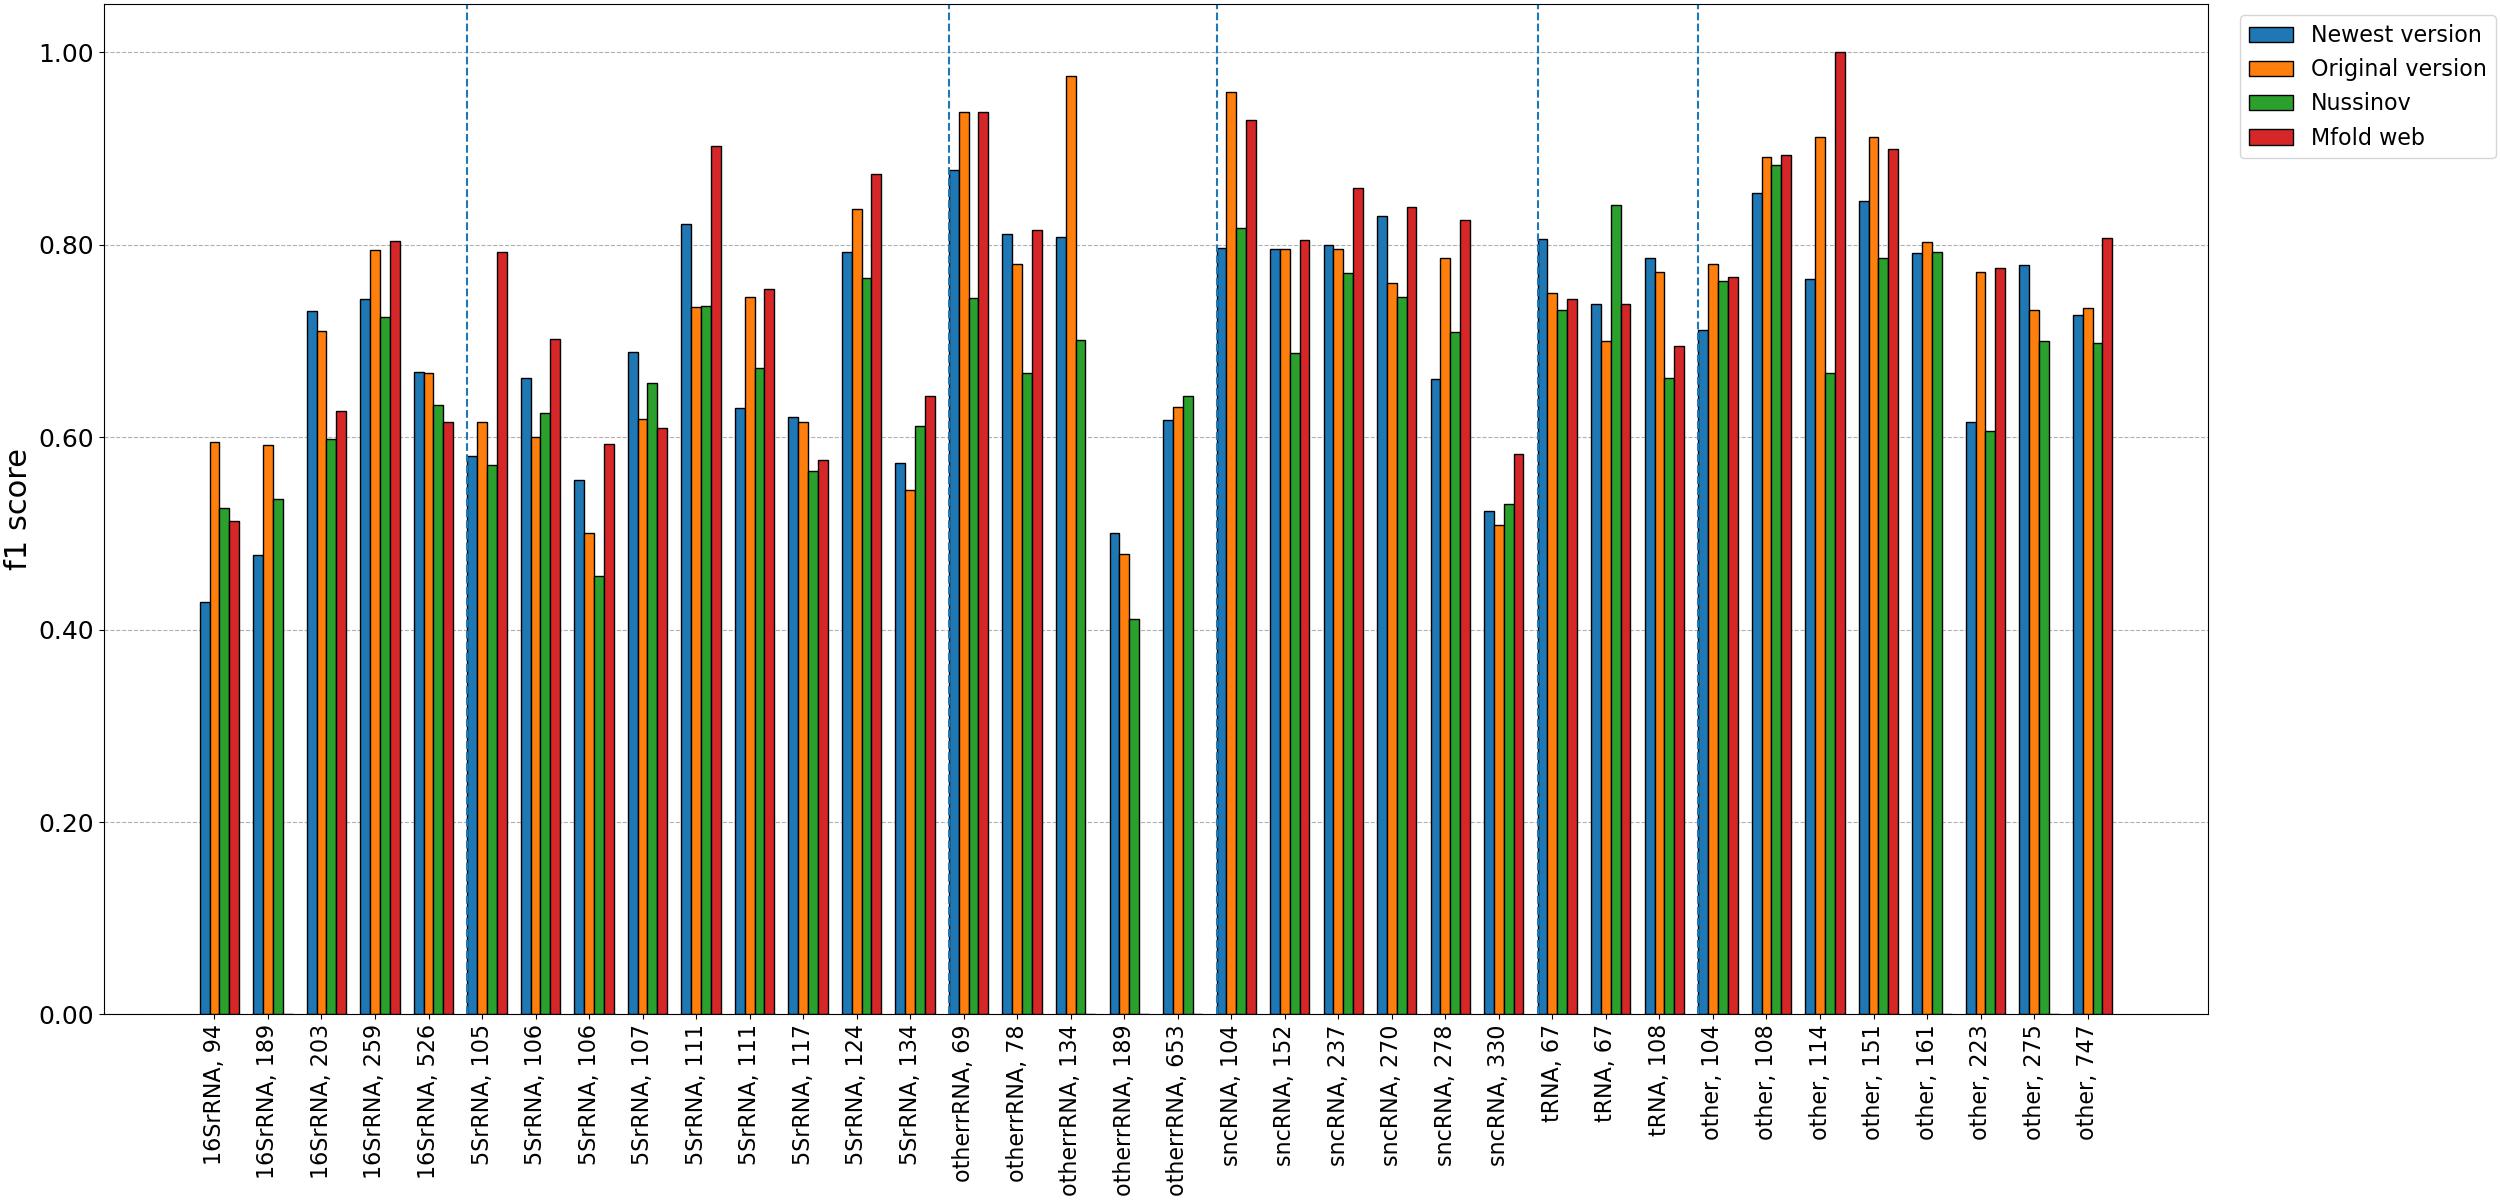 1.00
0.80
0.60
0.40
0.20
0.00
f1 score
Newest version
Original version
Nussinov
Mfold web
16SrRNA, 94
16SrRNA, 189
16SrRNA, 203
16SrRNA, 259
16SrRNA, 526
5SrRNA, 105
5SrRNA, 106
5SrRNA, 106
5SrRNA, 107
5SrRNA, 111
5SrRNA, 111
5SrRNA, 117
5SrRNA, 124
5SrRNA, 134
otherrRNA, 69
otherrRNA, 78
otherrRNA, 134
otherrRNA, 189
otherrRNA, 653
sncRNA, 104
sncRNA, 152
sncRNA, 237
sncRNA, 270
sncRNA, 278
sncRNA, 330
tRNA, 67
tRNA, 67
tRNA, 108
other, 104
other, 108
other, 114
other, 151
other, 161
other, 223
other, 275
other, 747